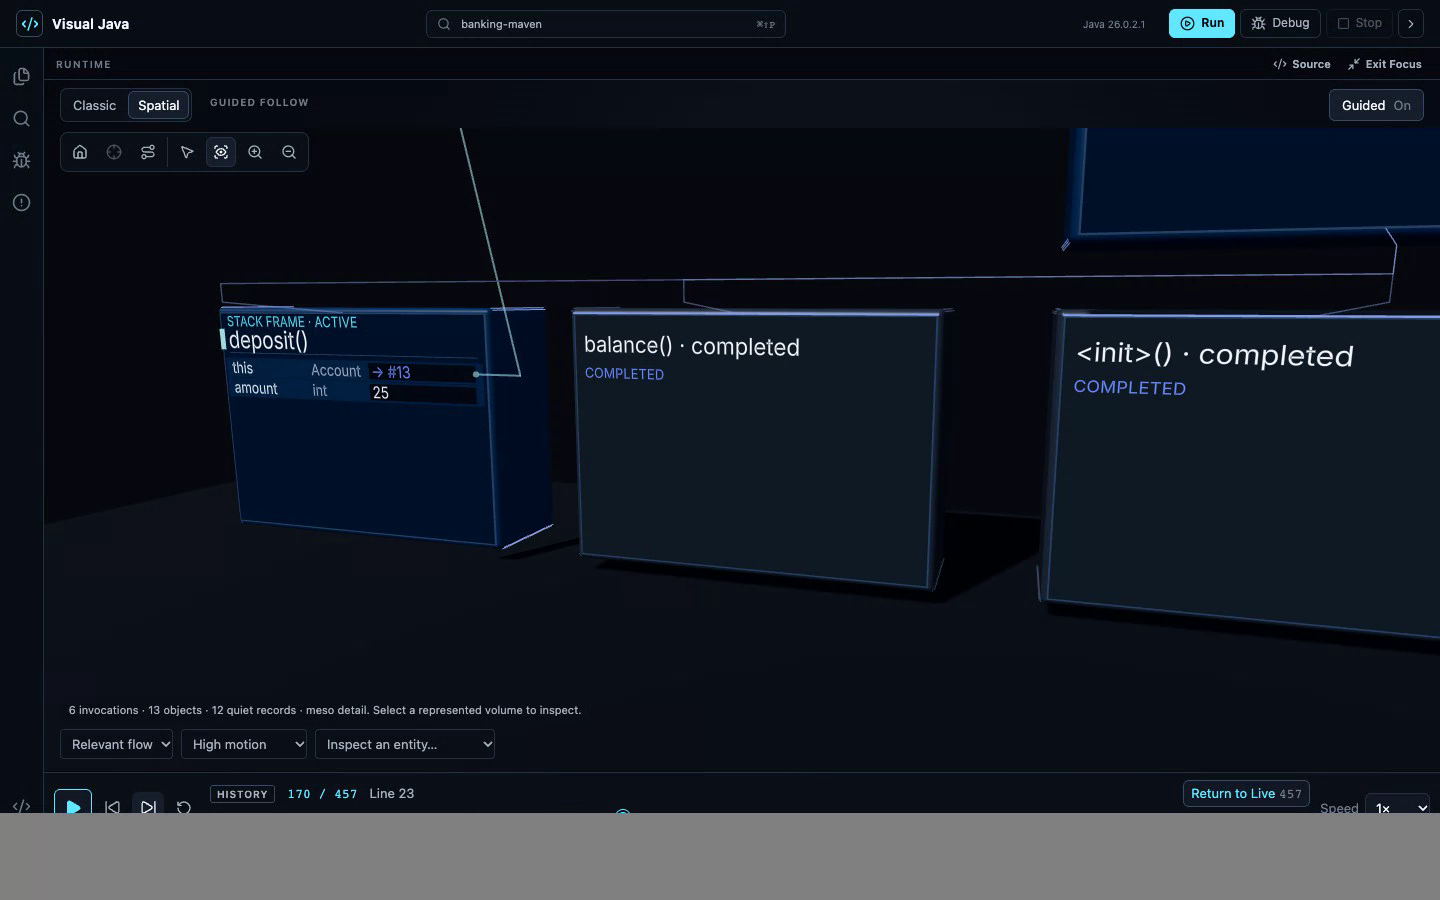 Visual Java
banking-maven
⌘⇧P
Java 26.0.2.1
Run
Debug
Stop
RUNTIME
Source
Exit Focus
Classic
Spatial
GUIDED FOLLOW
Guided On
STACK FRAME · ACTIVE
deposit()
this Account → #13
amount int 25
balance() · completed
COMPLETED
<init>() · completed
COMPLETED
6 invocations · 13 objects · 12 quiet records · meso detail. Select a represented volume to inspect.
Relevant flow
High motion
Inspect an entity...
HISTORY 170 / 457 Line 23
Return to Live 457
Speed 1×